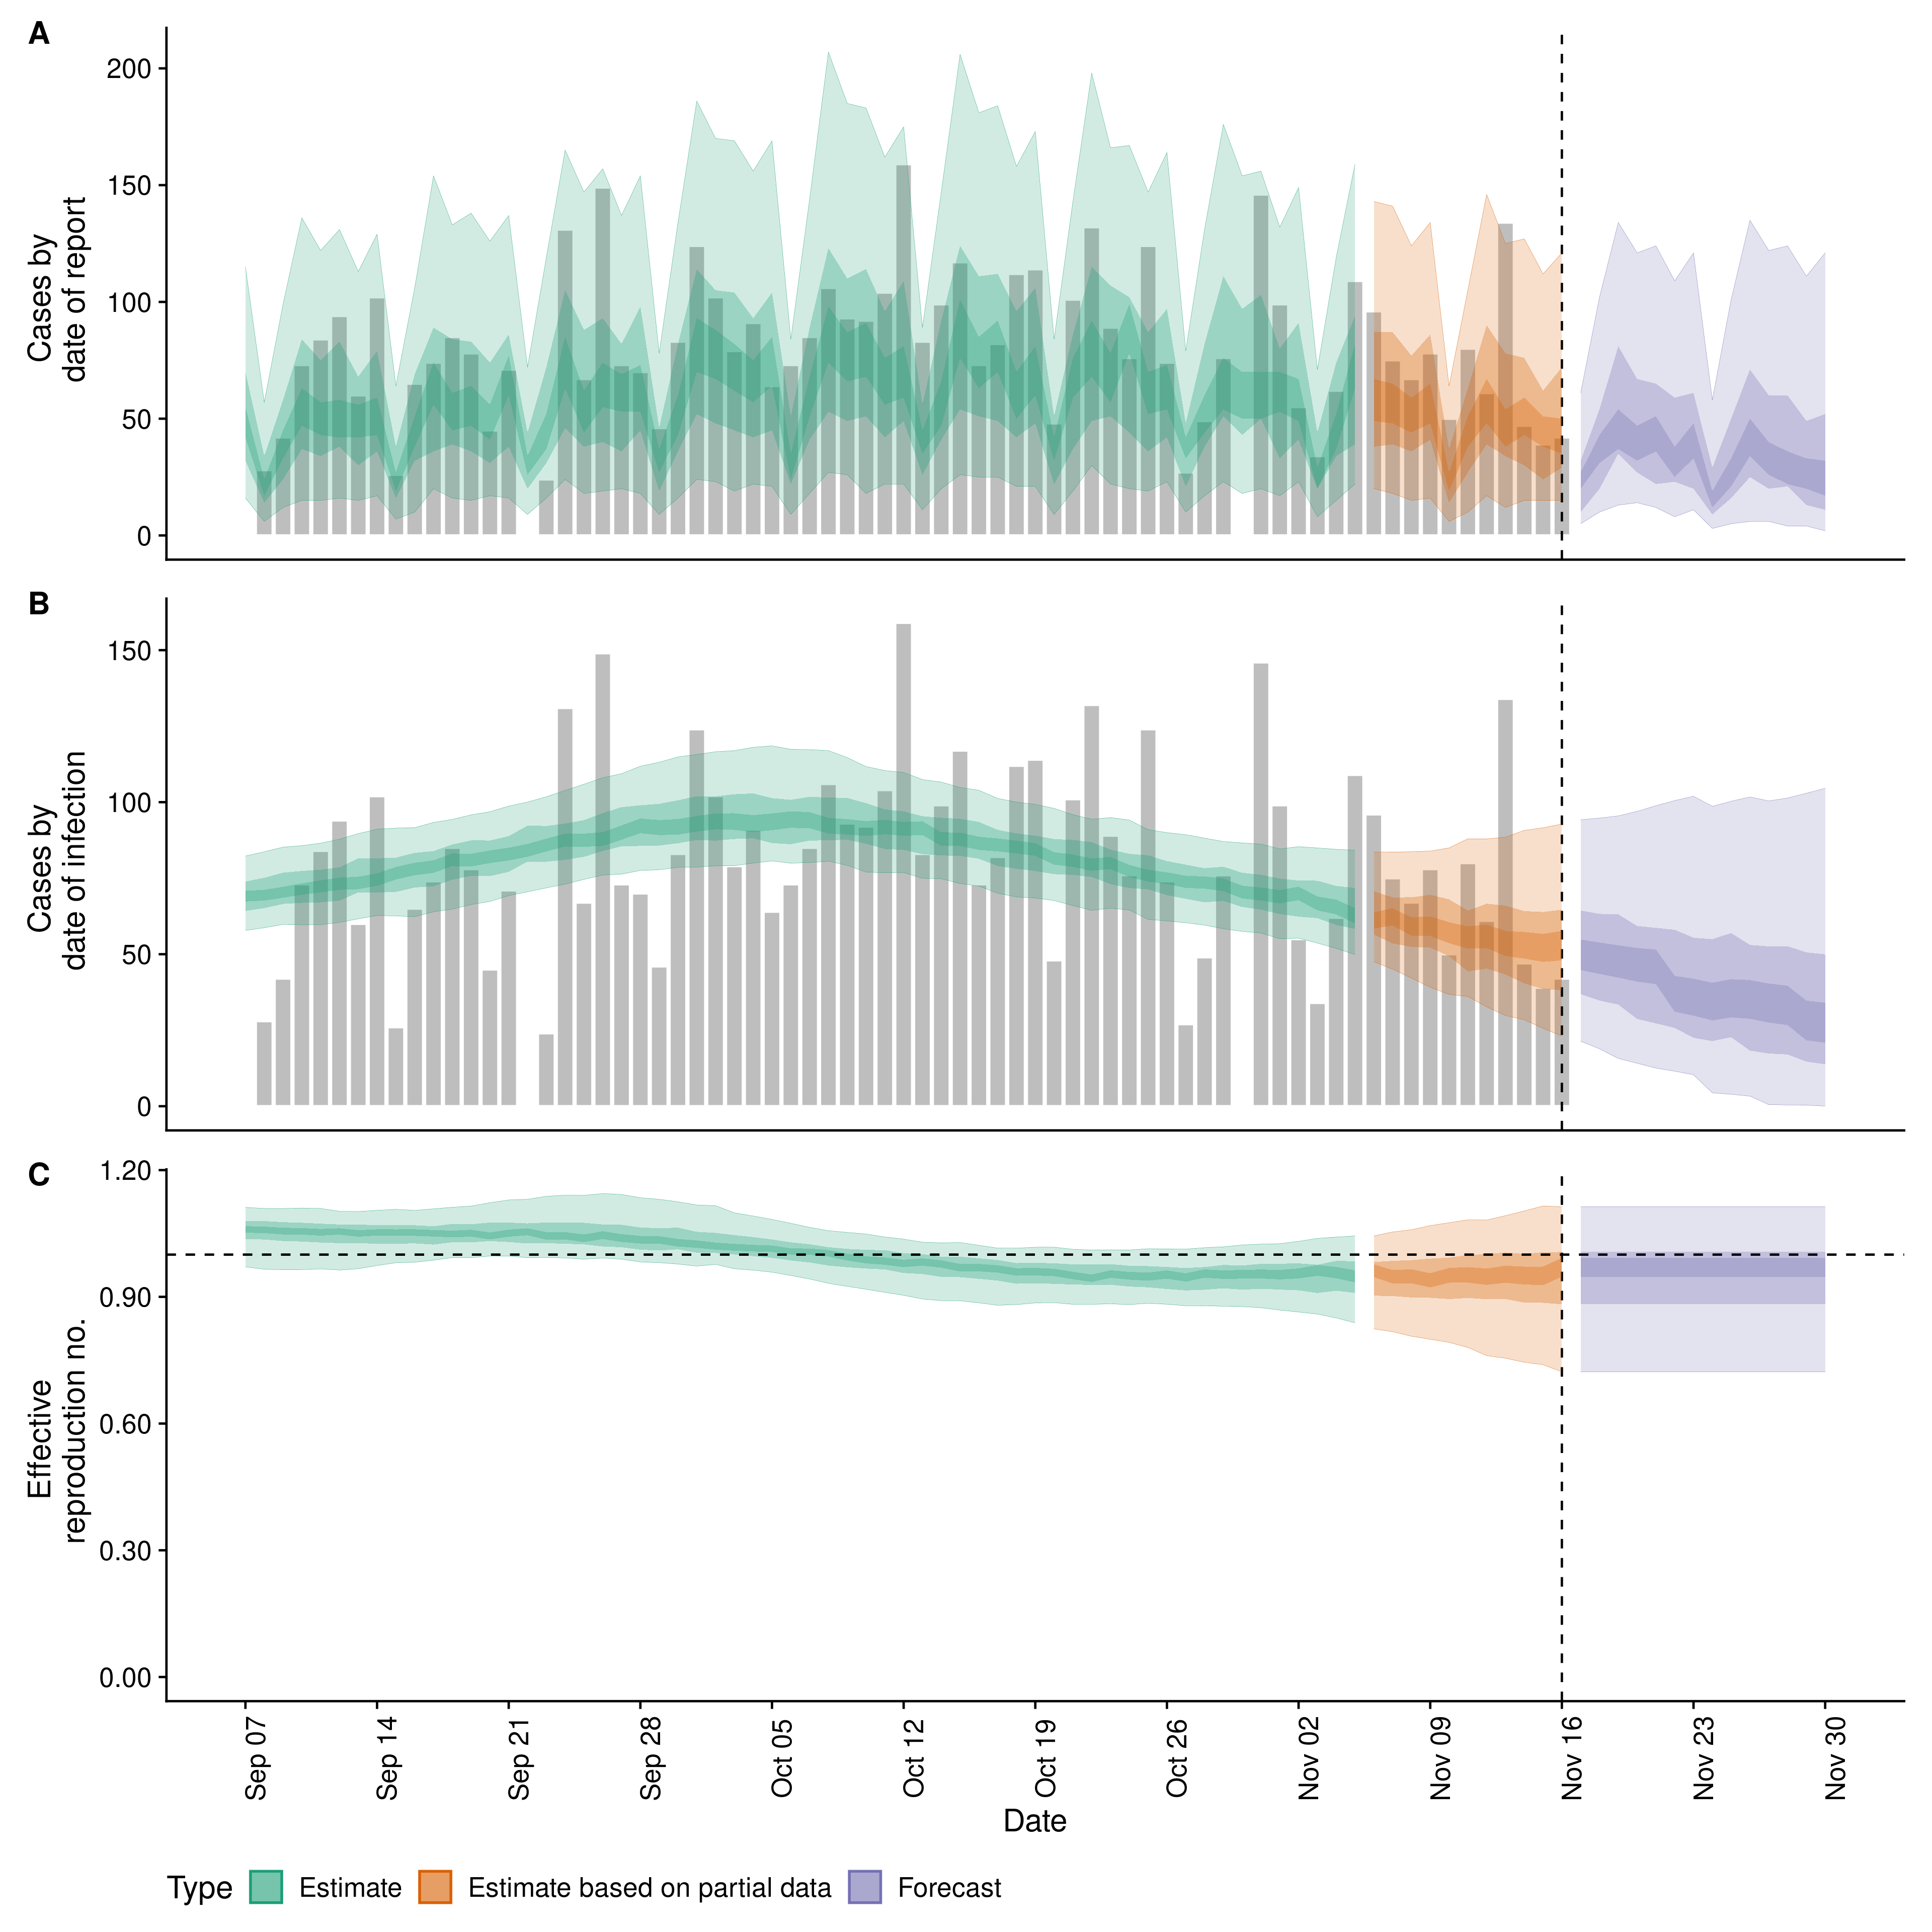 A
Cases by
date of report
200
150
100
50
0
B
Cases by
date of infection
150
100
50
0
C
Effective
reproduction no.
1.20
0.90
0.60
0.30
0.00
Sep 07
Sep 14
Sep 21
Sep 28
Oct 05
Oct 12
Oct 19
Oct 26
Nov 02
Nov 09
Nov 16
Nov 23
Nov 30
Date
Type Estimate Estimate based on partial data Forecast